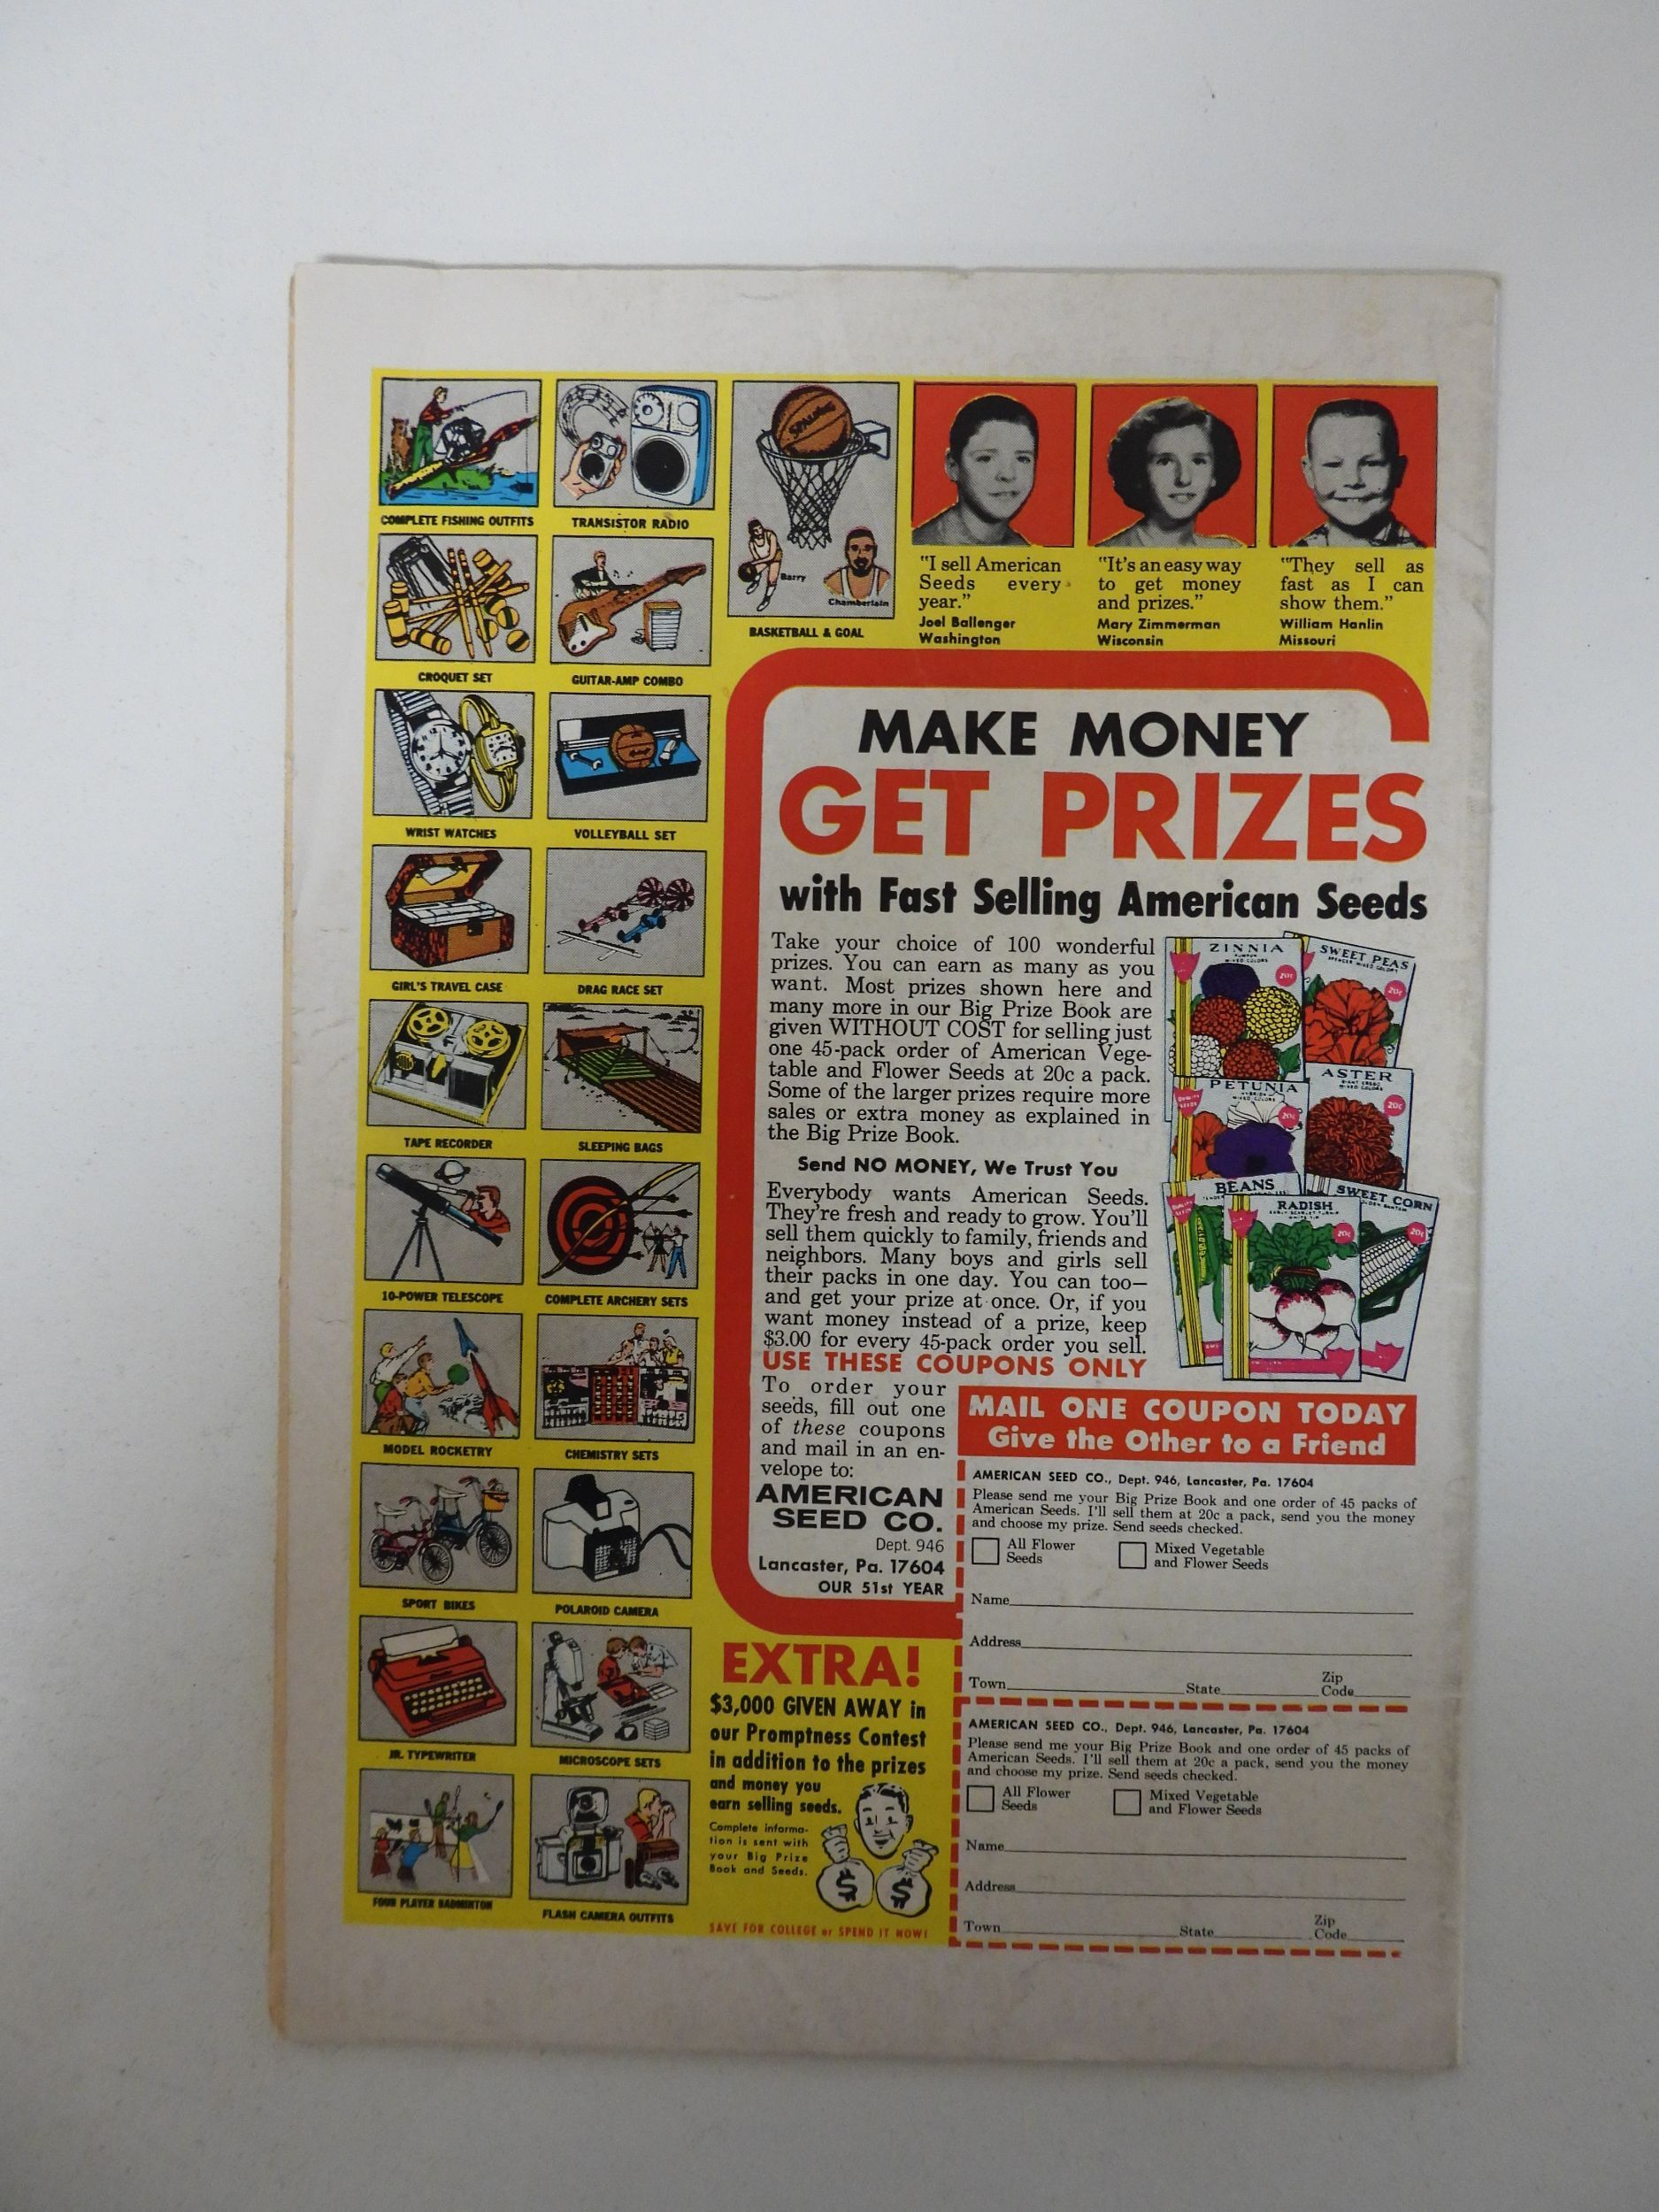 COMPLETE FISHING OUTFITS
TRANSISTOR RADIO
CROQUET SET
GUITAR-AMP COMBO
WRIST WATCHES
VOLLEYBALL SET
GIRL'S TRAVEL CASE
DRAG RACE SET
TAPE RECORDER
SLEEPING BAGS
10-POWER TELESCOPE
COMPLETE ARCHERY SETS
MODEL ROCKETRY
CHEMISTRY SETS
SPORT BIKES
POLAROID CAMERA
JR. TYPEWRITER
MICROSCOPE SETS
FOUR PLAYER BADMINTON
FLASH CAMERA OUTFITS
SPALDING
Barry
Chamberlain
BASKETBALL & GOAL
"I sell American
Seeds every
year."
Joel Ballenger
Washington
"It's an easy way
to get money
and prizes."
Mary Zimmerman
Wisconsin
"They sell as
fast as I can
show them."
William Hanlin
Missouri
MAKE MONEY
GET PRIZES
with Fast Selling American Seeds
Take your choice of 100 wonderful
prizes. You can earn as many as you
want. Most prizes shown here and
many more in our Big Prize Book are
given WITHOUT COST for selling just
one 45-pack order of American Vege-
table and Flower Seeds at 20c a pack.
Some of the larger prizes require more
sales or extra money as explained in
the Big Prize Book.
Send NO MONEY, We Trust You
Everybody wants American Seeds.
They're fresh and ready to grow. You'll
sell them quickly to family, friends and
neighbors. Many boys and girls sell
their packs in one day. You can too—
and get your prize at once. Or, if you
want money instead of a prize, keep
$3.00 for every 45-pack order you sell.
USE THESE COUPONS ONLY
To order your
seeds, fill out one
of these coupons
and mail in an en-
velope to:
AMERICAN
SEED CO.
Dept. 946
Lancaster, Pa. 17604
OUR 51st YEAR
ZINNIA
MIXED COLORS
20¢
SWEET PEAS
SPENCER MIXED COLORS
20¢
PETUNIA
MIXED COLORS
20¢
ASTER
MIXED COLORS
20¢
BEANS
RADISH
20¢
SWEET CORN
20¢
MAIL ONE COUPON TODAY
Give the Other to a Friend
AMERICAN SEED CO., Dept. 946, Lancaster, Pa. 17604
Please send me your Big Prize Book and one order of 45 packs of
American Seeds. I'll sell them at 20c a pack, send you the money
and choose my prize. Send seeds checked.
All Flower
Seeds
Mixed Vegetable
and Flower Seeds
Name
Address
Town State Zip
Code
AMERICAN SEED CO., Dept. 946, Lancaster, Pa. 17604
Please send me your Big Prize Book and one order of 45 packs of
American Seeds. I'll sell them at 20c a pack, send you the money
and choose my prize. Send seeds checked.
All Flower
Seeds
Mixed Vegetable
and Flower Seeds
Name
Address
Town State Zip
Code
EXTRA!
$3,000 GIVEN AWAY in
our Promptness Contest
in addition to the prizes
and money you
earn selling seeds.
Complete informa-
tion is sent with
your Big Prize
Book and Seeds.
$ $
SAVE FOR COLLEGE or SPEND IT NOW!